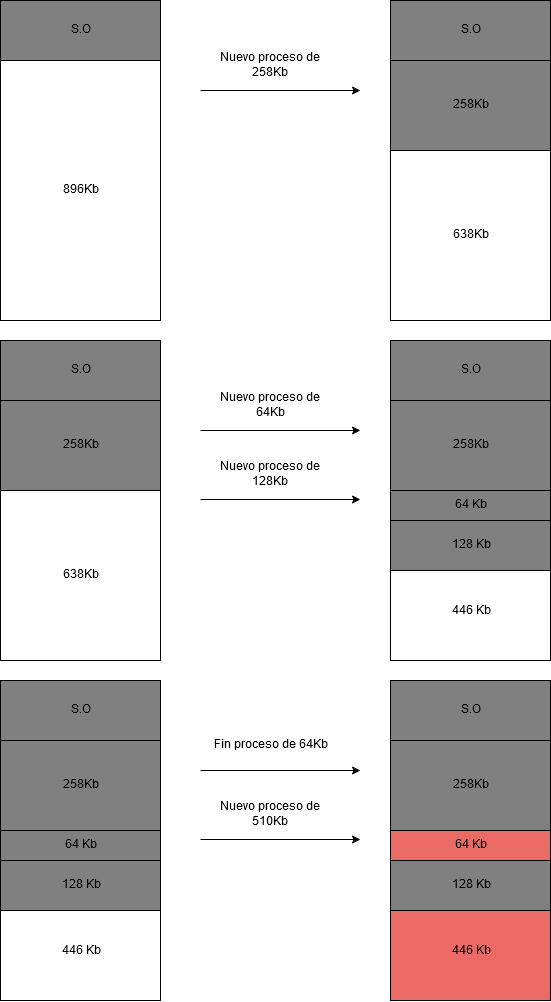 S.O
Nuevo proceso de
258Kb
S.O
896Kb
258Kb
638Kb
S.O
Nuevo proceso de
64Kb
S.O
258Kb
Nuevo proceso de
128Kb
258Kb
64 Kb
638Kb
128 Kb
446 Kb
S.O
Fin proceso de 64Kb
S.O
258Kb
Nuevo proceso de
510Kb
258Kb
64 Kb
64 Kb
128 Kb
128 Kb
446 Kb
446 Kb